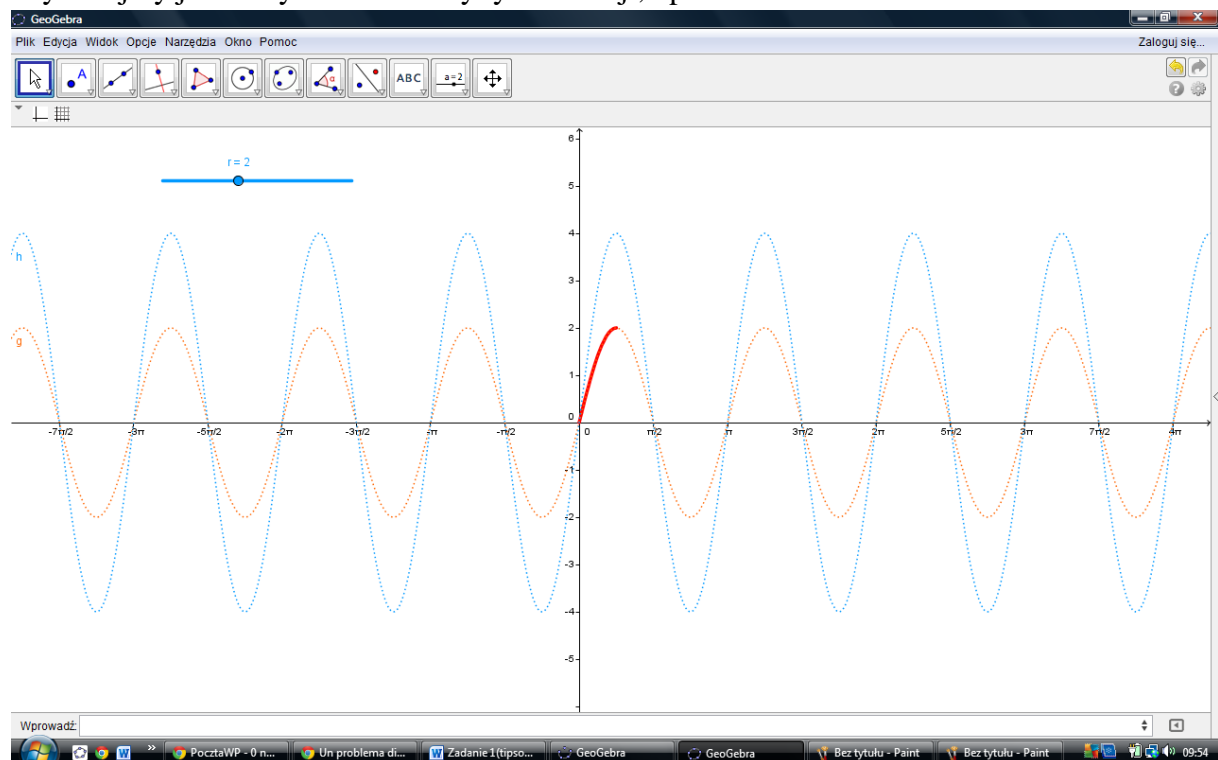 GeoGebra
Plik Edycja Widok Opcje Narzędzia Okno Pomoc Zaloguj się...
A α ABC a=2
r = 2
h
g
6
5
4
3
2
1
0
-1
-2
-3
-4
-5
-7π/2 -3π -5π/2 -2π -3π/2 -π -π/2 0 π/2 π 3π/2 2π 5π/2 3π 7π/2 4π
Wprowadź:
» PocztaWP - 0 n... Un problema di... Zadanie 1(tipso... GeoGebra GeoGebra Bez tytułu - Paint Bez tytułu - Paint 09:54